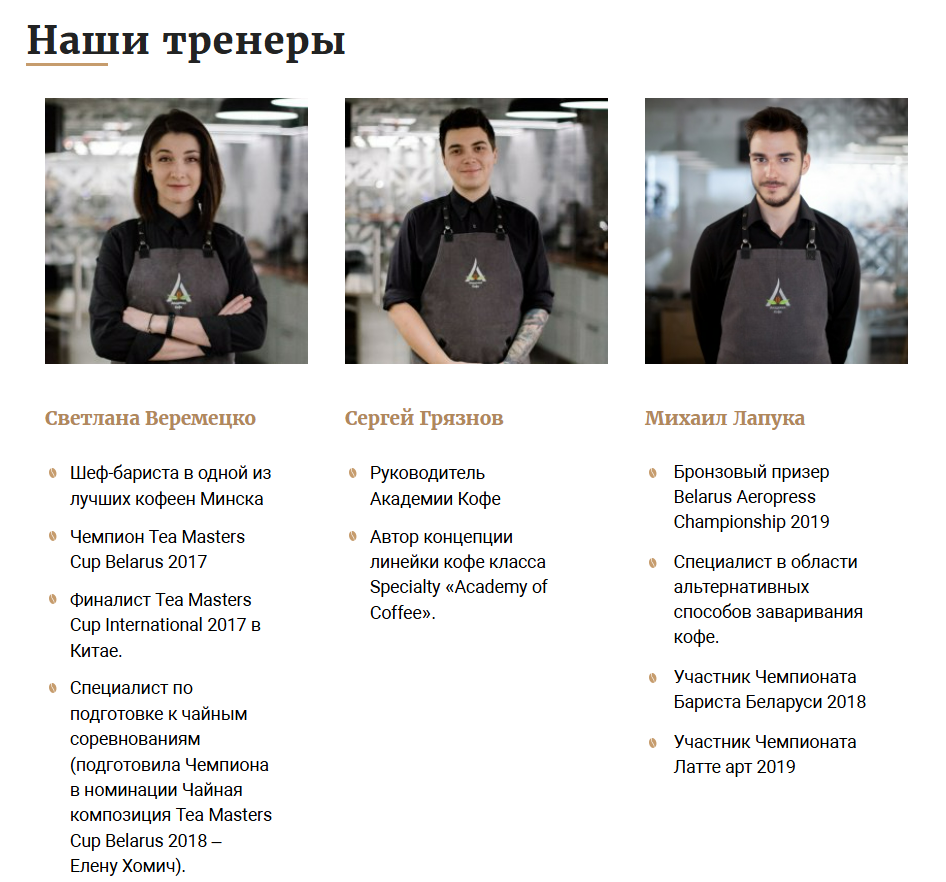 Наши тренеры
Светлана Веремецко
Шеф-бариста в одной из
лучших кофеен Минска
Чемпион Tea Masters
Cup Belarus 2017
Финалист Tea Masters
Cup International 2017 в
Китае.
Специалист по
подготовке к чайным
соревнованиям
(подготовила Чемпиона
в номинации Чайная
композиция Tea Masters
Cup Belarus 2018 –
Елену Хомич).
Сергей Грязнов
Руководитель
Академии Кофе
Автор концепции
линейки кофе класса
Specialty «Academy of
Coffee».
Михаил Лапука
Бронзовый призер
Belarus Aeropress
Championship 2019
Специалист в области
альтернативных
способов заваривания
кофе.
Участник Чемпионата
Бариста Беларуси 2018
Участник Чемпионата
Латте арт 2019